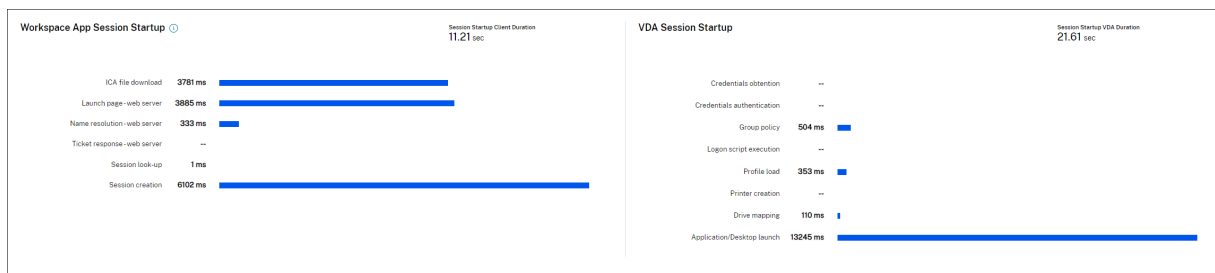 Workspace App Session Startup
Session Startup Client Duration
11.21 sec
ICA file download 3781 ms
Launch page-web server 3885 ms
Name resolution-web server 333 ms
Ticket response-web server --
Session look-up 1 ms
Session creation 6102 ms
VDA Session Startup
Session Startup VDA Duration
21.61 sec
Credentials obtention --
Credentials authentication --
Group policy 504 ms
Logon script execution --
Profile load 353 ms
Printer creation --
Drive mapping 110 ms
Application/Desktop launch 13245 ms